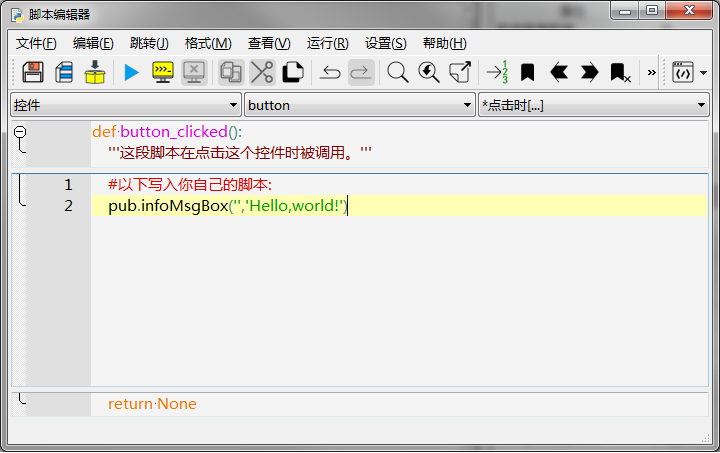 脚本编辑器
文件(F) 编辑(E) 跳转(J) 格式(M) 查看(V) 运行(R) 设置(S) 帮助(H)
控件 button *点击时[...]
def button_clicked():
'''这段脚本在点击这个控件时被调用。'''
1 #以下写入你自己的脚本:
2 pub.infoMsgBox('','Hello,world!')
return None